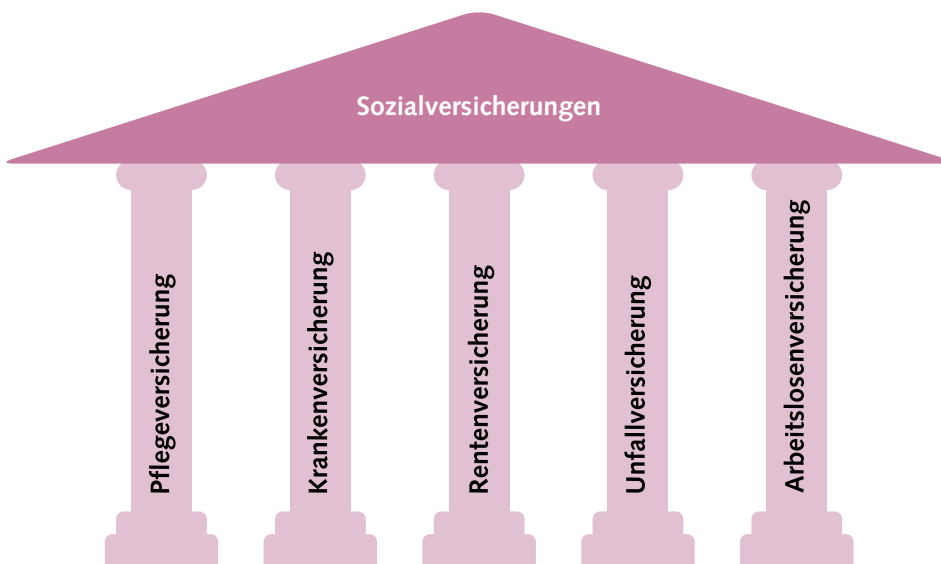 Sozialversicherungen
Pflegeversicherung
Krankenversicherung
Rentenversicherung
Unfallversicherung
Arbeitslosenversicherung